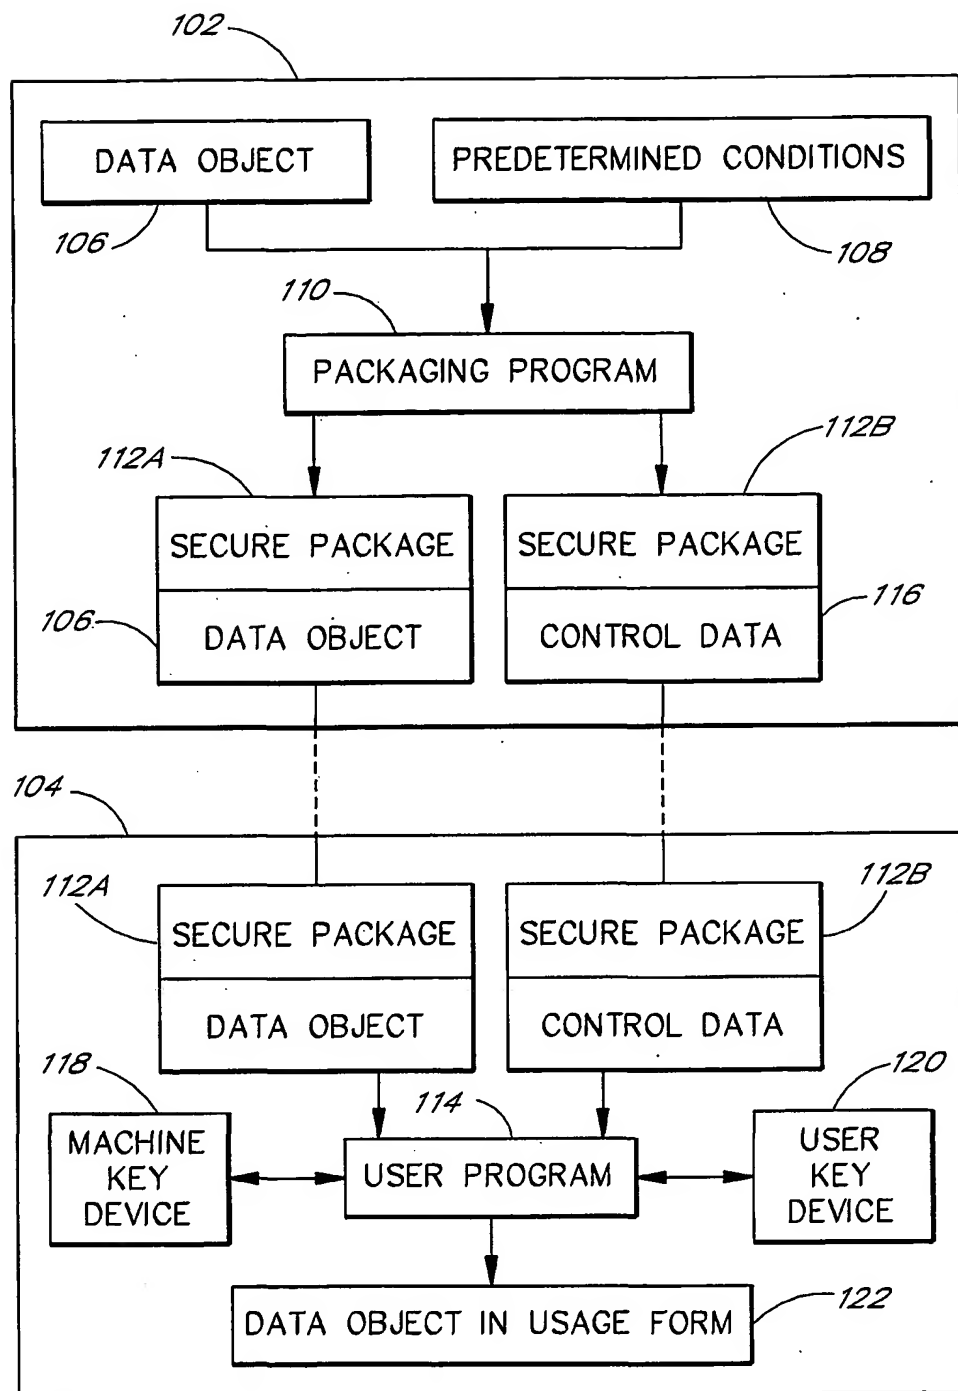 102
DATA OBJECT
PREDETERMINED CONDITIONS
106
108
110
PACKAGING PROGRAM
112A
112B
SECURE PACKAGE
SECURE PACKAGE
106
DATA OBJECT
CONTROL DATA
116
104
112A
112B
SECURE PACKAGE
SECURE PACKAGE
DATA OBJECT
CONTROL DATA
118
114
120
MACHINE
KEY
DEVICE
USER PROGRAM
USER
KEY
DEVICE
DATA OBJECT IN USAGE FORM
122